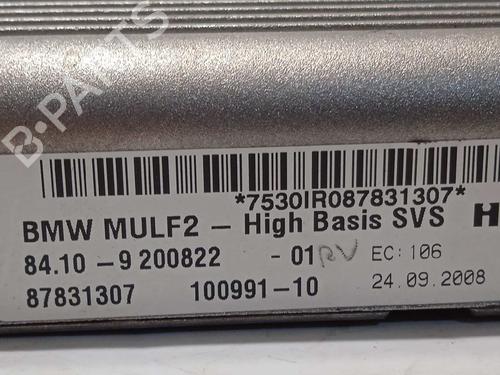 B-PARTS
*7530IR087831307*
BMW MULF2 – High Basis SVS H
84.10 – 9 200822 - 01 RV EC: 106
87831307 100991-10 24.09.2008